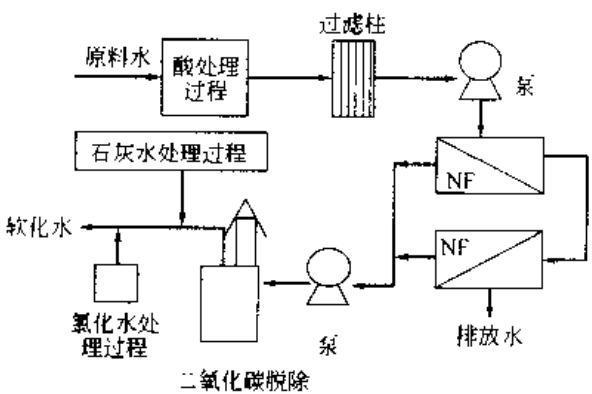 过滤柱
原料水
酸处理
过程
泵
石灰水处理过程
NF
软化水
NF
氯化水处
理过程
泵
排放水
二氧化碳脱除